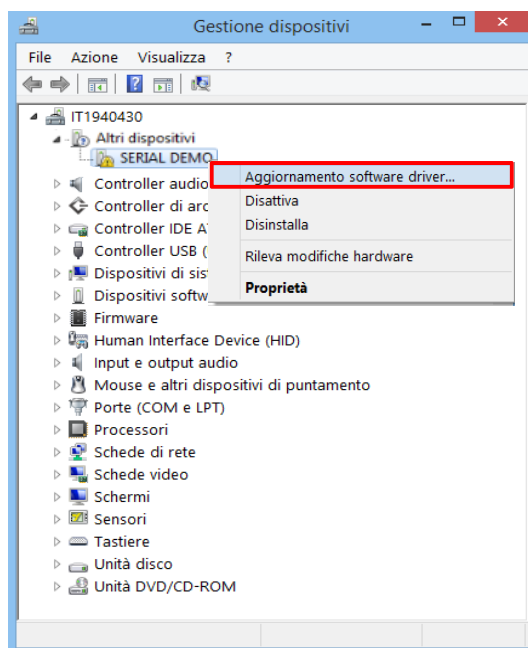 Gestione dispositivi
File Azione Visualizza ?
IT1940430
Altri dispositivi
SERIAL DEMO
Aggiornamento software driver...
Disattiva
Disinstalla
Rileva modifiche hardware
Proprietà
Controller audio
Controller di arc
Controller IDE A
Controller USB (
Dispositivi di sis
Dispositivi softw
Firmware
Human Interface Device (HID)
Input e output audio
Mouse e altri dispositivi di puntamento
Porte (COM e LPT)
Processori
Schede di rete
Schede video
Schermi
Sensori
Tastiere
Unità disco
Unità DVD/CD-ROM